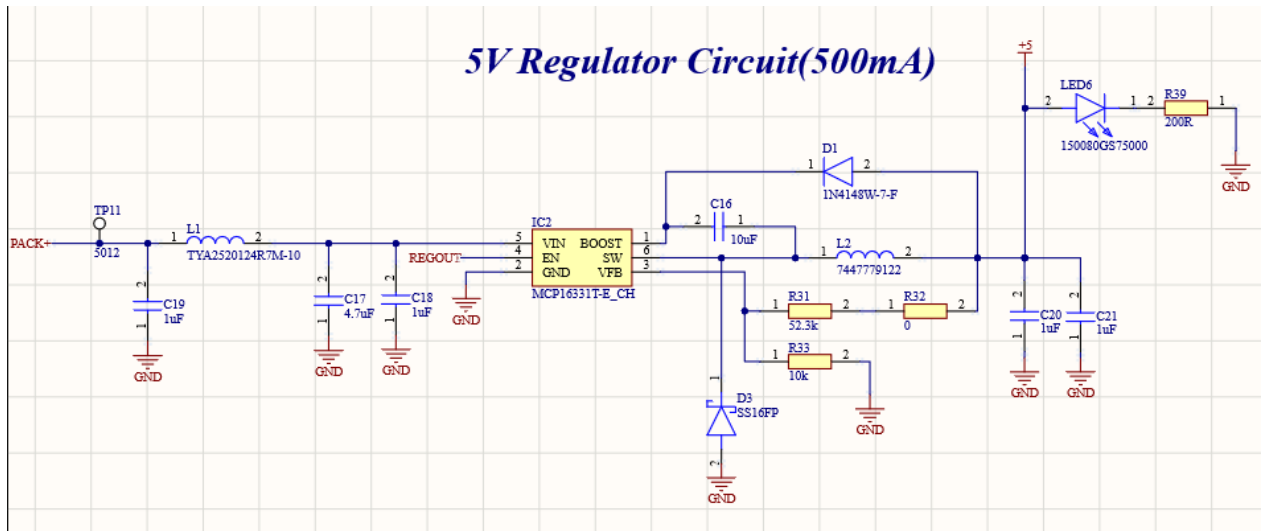 5V Regulator Circuit(500mA)
+5
LED6
2
1
2
R39
1
200R
150080GS75000
GND
D1
1
2
1N4148W-7-F
TP11
5012
PACK+
L1
1
2
TYA2520124R7M-10
2
C19
1uF
1
GND
2
C17
4.7uF
1
GND
2
C18
1uF
1
GND
REGOUT
GND
IC2
5
VIN
BOOST
1
4
EN
SW
6
2
GND
VFB
3
MCP16331T-E_CH
C16
2
1
10uF
L2
1
2
7447779122
R31
1
2
52.3k
R32
1
2
0
R33
1
2
10k
GND
1
D3
SS16FP
2
GND
2
C20
1uF
1
GND
2
C21
1uF
1
GND